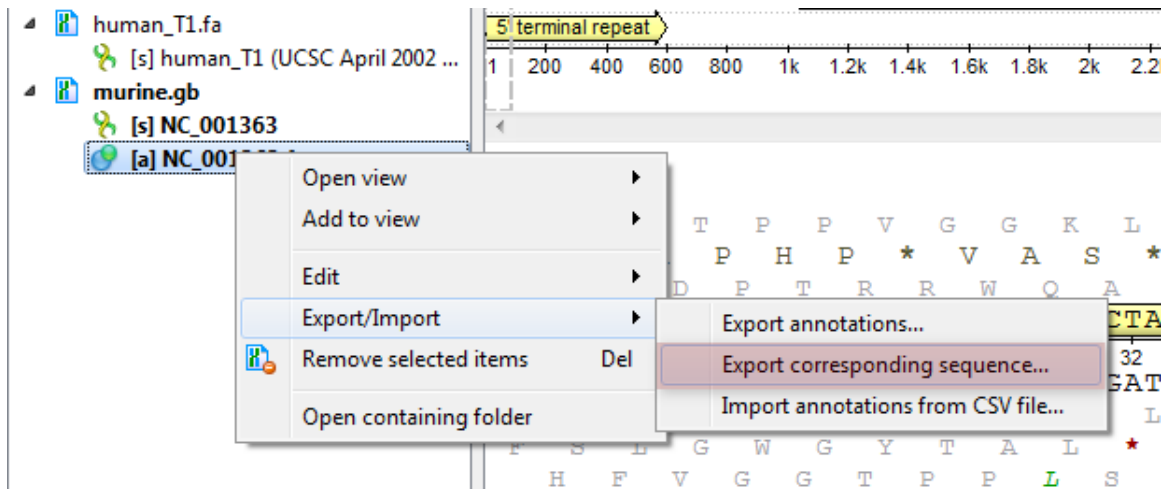 human_T1.fa
[s] human_T1 (UCSC April 2002 ...
murine.gb
[s] NC_001363
[a] NC_001
5' terminal repeat
1 200 400 600 800 1k 1.2k 1.4k 1.6k 1.8k 2k 2.2
Open view
Add to view
Edit
Export/Import
Remove selected items Del
Open containing folder
Export annotations...
Export corresponding sequence...
Import annotations from CSV file...
T P P V G G K L
P H P * V A S *
D P T R R W Q A
CTA
32
GAT
L
F S L G W G Y T A L *
H F V G G T P P L S